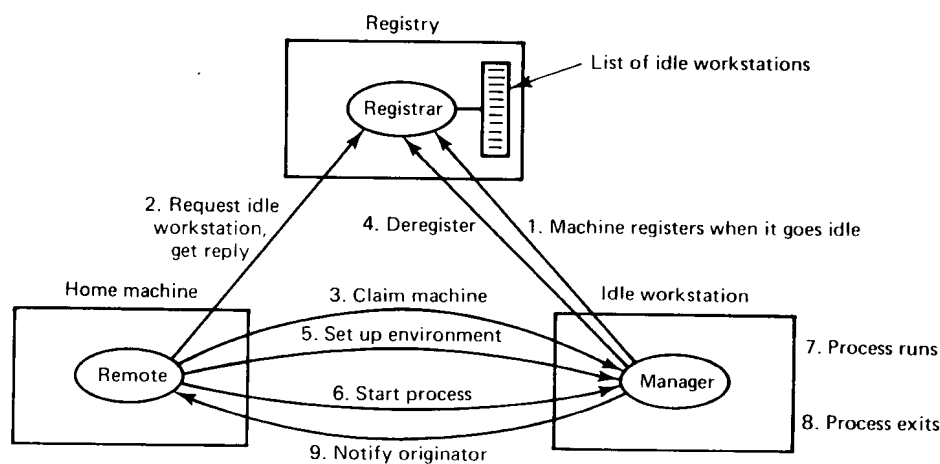 Registry
List of idle workstations
Registrar
2. Request idle
workstation,
get reply
4. Deregister
1. Machine registers when it goes idle
Home machine
3. Claim machine
Idle workstation
5. Set up environment
7. Process runs
Remote
Manager
6. Start process
8. Process exits
9. Notify originator